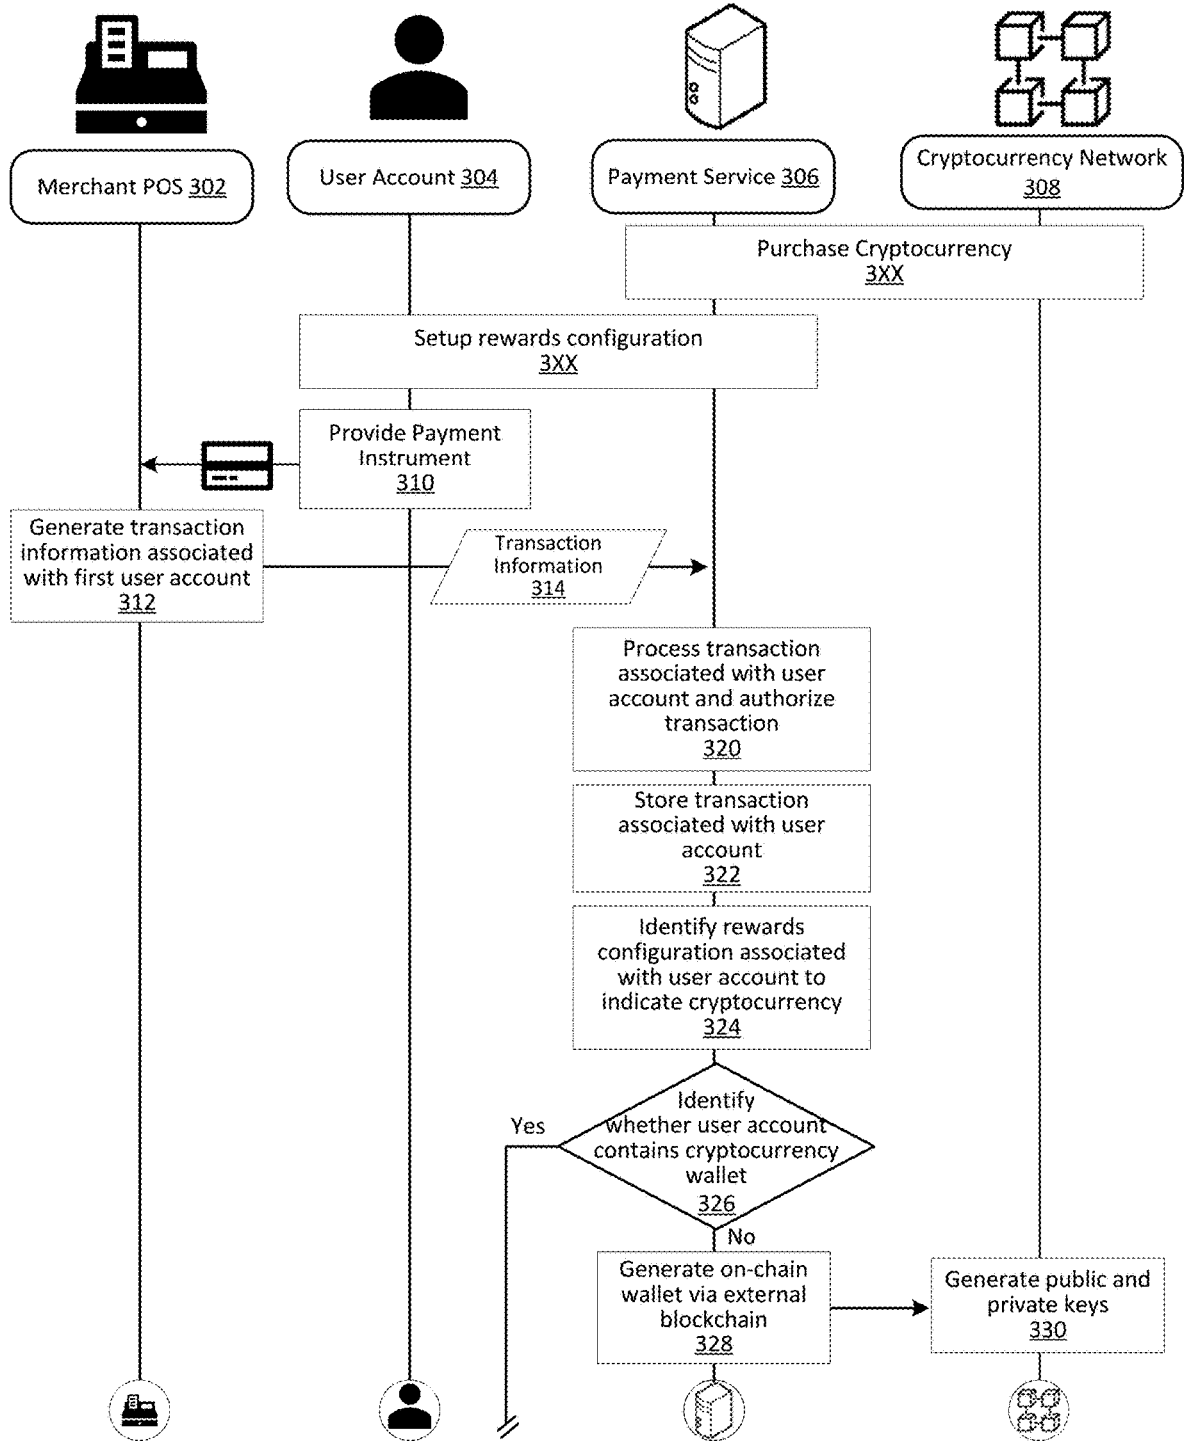 Merchant POS 302
User Account 304
Payment Service 306
Cryptocurrency Network
308
Purchase Cryptocurrency
3XX
Setup rewards configuration
3XX
Provide Payment
Instrument
310
Generate transaction
information associated
with first user account
312
Transaction
Information
314
Process transaction
associated with user
account and authorize
transaction
320
Store transaction
associated with user
account
322
Identify rewards
configuration associated
with user account to
indicate cryptocurrency
324
Identify
whether user account
contains cryptocurrency
wallet
326
Yes
No
Generate on-chain
wallet via external
blockchain
328
Generate public and
private keys
330